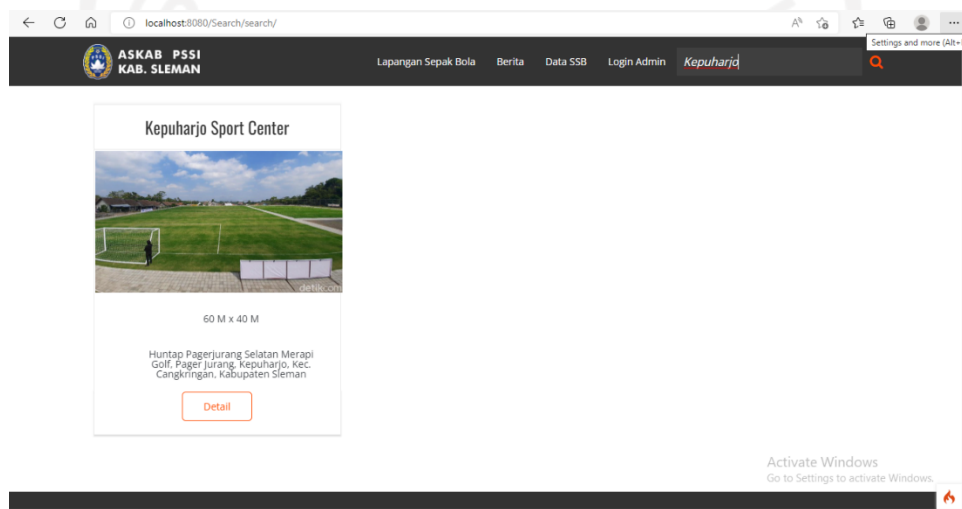 localhost:8080/Search/search/
Settings and more (Alt+
ASKAB PSSI
KAB. SLEMAN
Lapangan Sepak Bola Berita Data SSB Login Admin Kepuharjo
Kepuharjo Sport Center
detikcom
60 M x 40 M
Huntap Pagerjurang Selatan Merapi
Golf, Pager Jurang, Kepuharjo, Kec.
Cangkringan, Kabupaten Sleman
Detail
Activate Windows
Go to Settings to activate Windows.